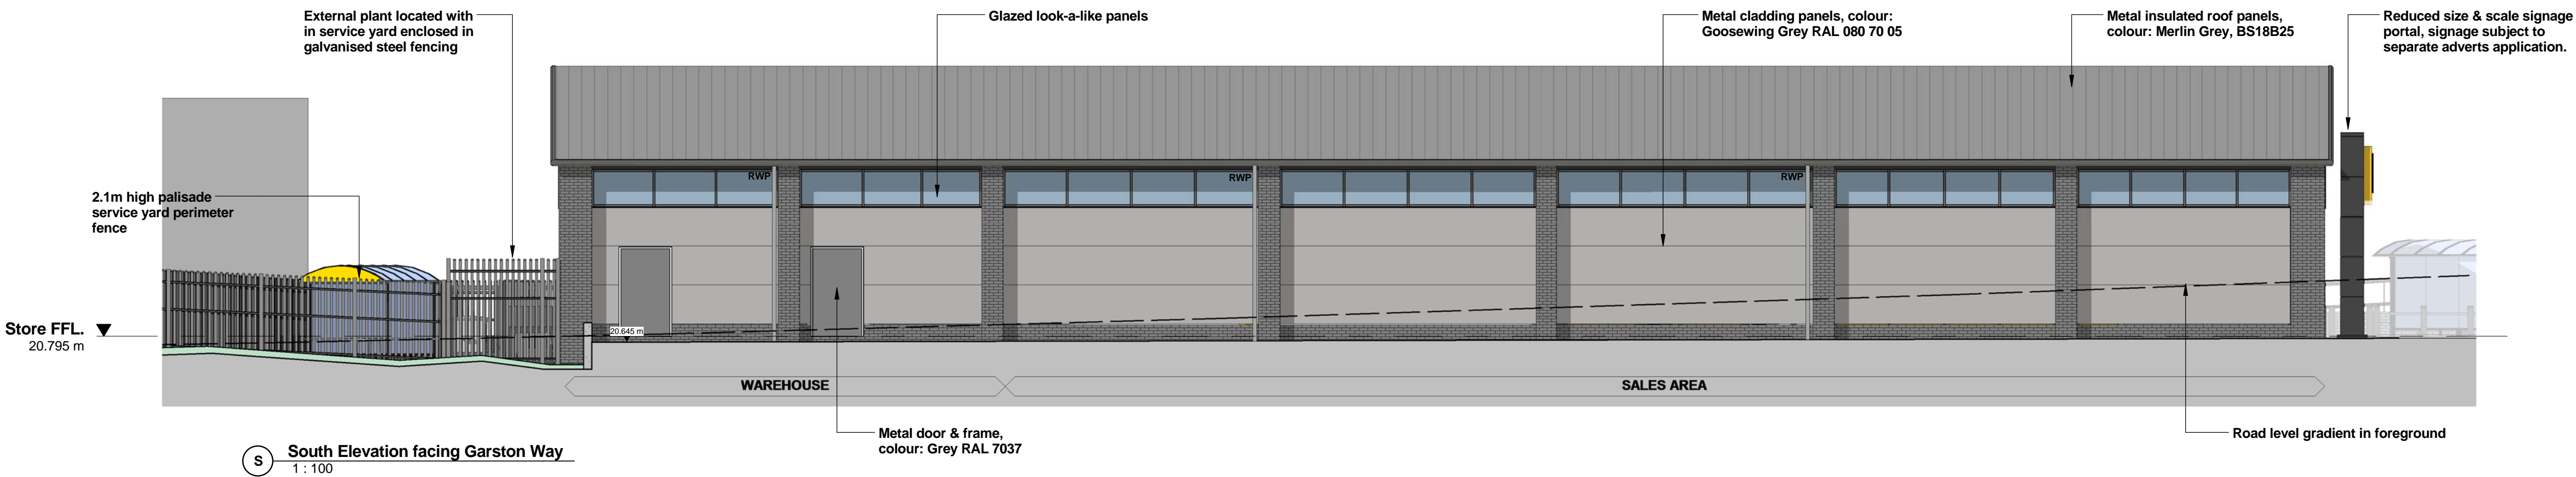 External plant located with
in service yard enclosed in
galvanised steel fencing
Glazed look-a-like panels
Metal cladding panels, colour:
Goosewing Grey RAL 080 70 05
Metal insulated roof panels,
colour: Merlin Grey, BS18B25
Reduced size & scale signage
portal, signage subject to
separate adverts application.
RWP
RWP
RWP
2.1m high palisade
service yard perimeter
fence
Store FFL.
20.795 m
20.645 m
WAREHOUSE
SALES AREA
Metal door & frame,
colour: Grey RAL 7037
Road level gradient in foreground
S
South Elevation facing Garston Way
1 : 100